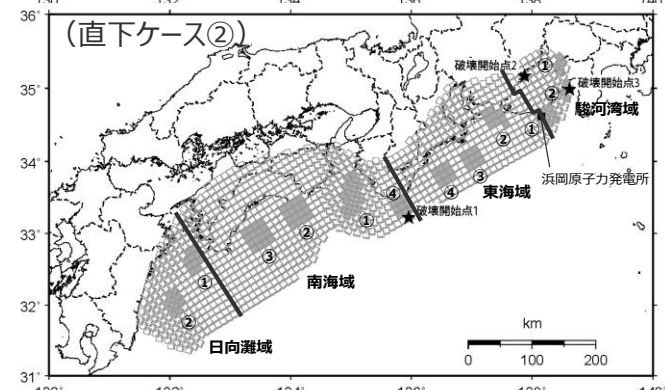 (直下ケース②)
36°
35°
34°
33°
32°
31°
破壊開始点2
①
破壊開始点3
②
駿河湾域
①
②
浜岡原子力発電所
③
東海域
④
④
破壊開始点1
①
②
③
南海域
①
②
日向灘域
km
0 100 200